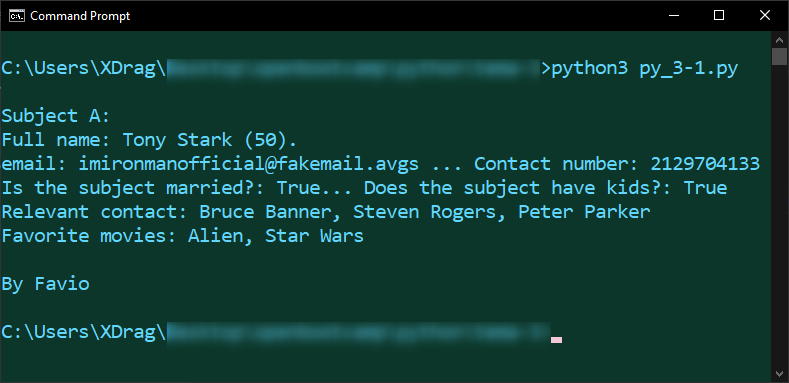 Command Prompt
C:\Users\XDrag\ >python3 py_3-1.py
Subject A:
Full name: Tony Stark (50).
email: imironmanofficial@fakemail.avgs ... Contact number: 2129704133
Is the subject married?: True... Does the subject have kids?: True
Relevant contact: Bruce Banner, Steven Rogers, Peter Parker
Favorite movies: Alien, Star Wars
By Favio
C:\Users\XDrag\